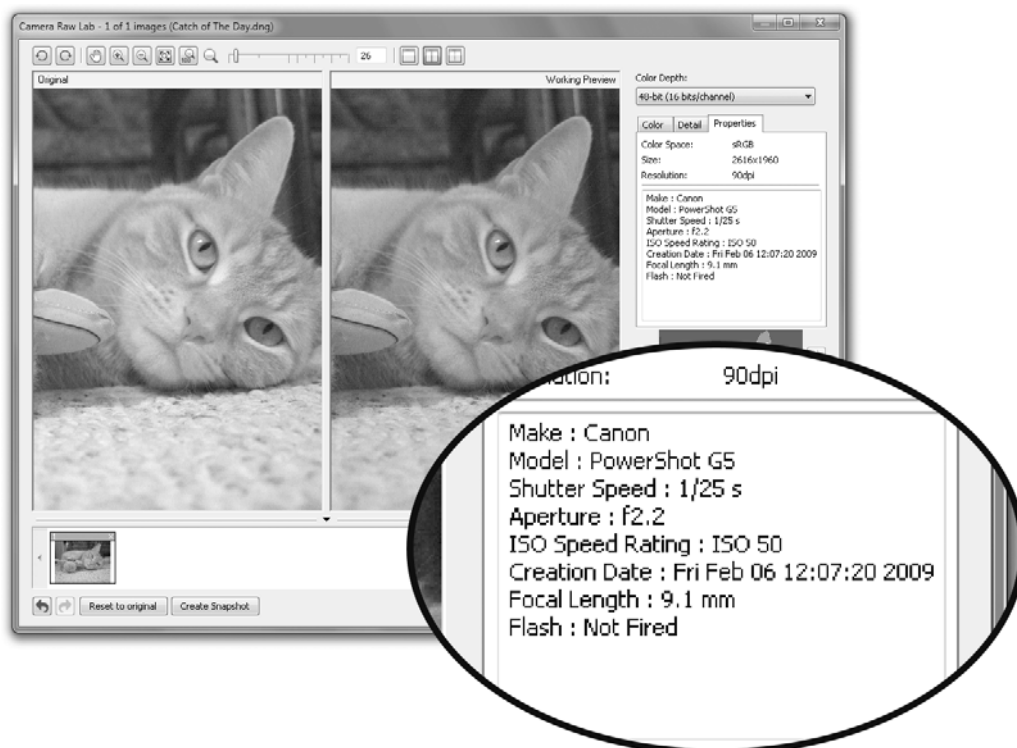 Camera Raw Lab - 1 of 1 images (Catch of The Day.dng)
26
Original
Working Preview
Color Depth:
48-bit (16 bits/channel)
Color
Detail
Properties
Color Space: sRGB
Size: 2616x1960
Resolution: 90dpi
Make : Canon
Model : PowerShot G5
Shutter Speed : 1/25 s
Aperture : f2.2
ISO Speed Rating : ISO 50
Creation Date : Fri Feb 06 12:07:20 2009
Focal Length : 9.1 mm
Flash : Not Fired
90dpi
Make : Canon
Model : PowerShot G5
Shutter Speed : 1/25 s
Aperture : f2.2
ISO Speed Rating : ISO 50
Creation Date : Fri Feb 06 12:07:20 2009
Focal Length : 9.1 mm
Flash : Not Fired
Reset to original
Create Snapshot